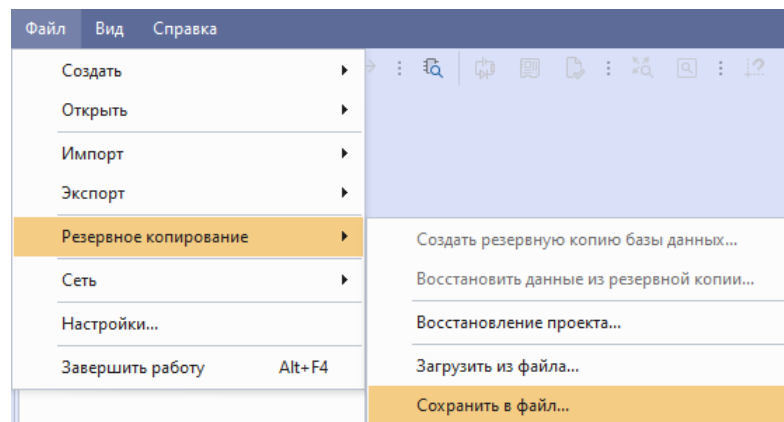 Файл Вид Справка
Создать
Открыть
Импорт
Экспорт
Резервное копирование
Создать резервную копию базы данных...
Сеть
Восстановить данные из резервной копии...
Настройки...
Восстановление проекта...
Завершить работу Alt+F4
Загрузить из файла...
Сохранить в файл...